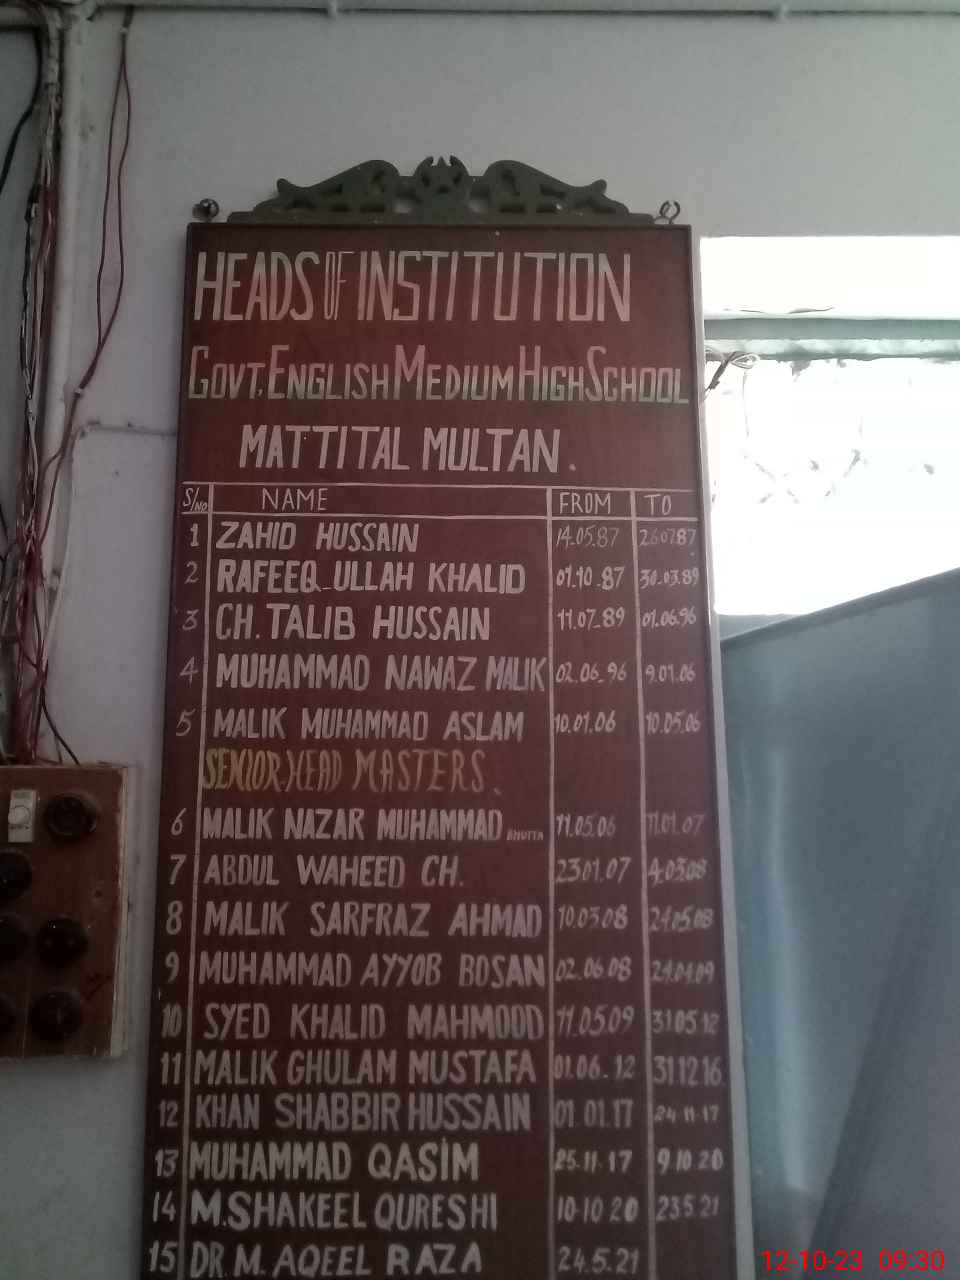 HEADS OF INSTITUTION
GOVT, ENGLISH MEDIUM HIGH SCHOOL
MATTITAL MULTAN.
S/NO NAME FROM TO
1 ZAHID HUSSAIN 14.05.87 26.07.87
2 RAFEEQ_ULLAH KHALID 01.10.87 30.03.89
3 CH. TALIB HUSSAIN 11.07.89 01.06.96
4 MUHAMMAD NAWAZ MALIK 02.06.96 9.01.06
5 MALIK MUHAMMAD ASLAM 10.01.06 10.05.06
SENIOR HEAD MASTERS.
6 MALIK NAZAR MUHAMMAD BHUTTA 11.05.06 11.01.07
7 ABDUL WAHEED CH. 23.01.07 4.03.08
8 MALIK SARFRAZ AHMAD 10.03.08 24.05.08
9 MUHAMMAD AYYOB BOSAN 02.06.08
10 SYED KHALID MAHMOOD 11.05.09 31.05.12
11 MALIK GHULAM MUSTAFA 01.06.12 31 12 16
12 KHAN SHABBIR HUSSAIN 01.01.17 24-11-17
13 MUHAMMAD QASIM 25.11.17 9.10.20
14 M.SHAKEEL QURESHI 10-10 20 23.5.21
15 DR. M. AQEEL RAZA 24.5.21
12-10-23 09:30